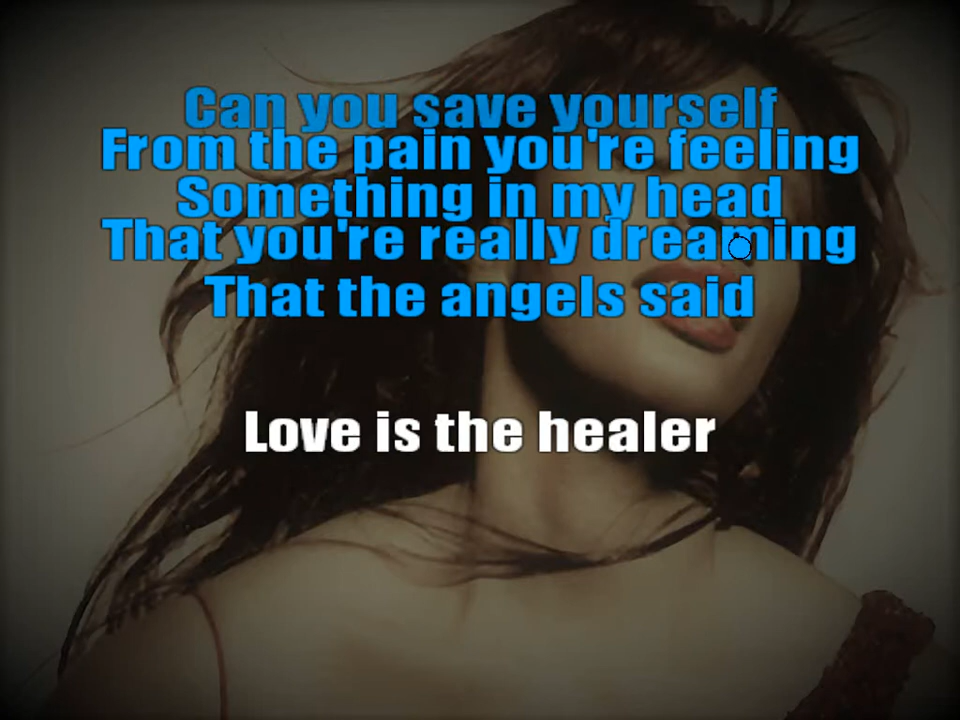 Can you save yourself
From the pain you're feeling
Something in my head
That you're really dreaming
That the angels said
Love is the healer